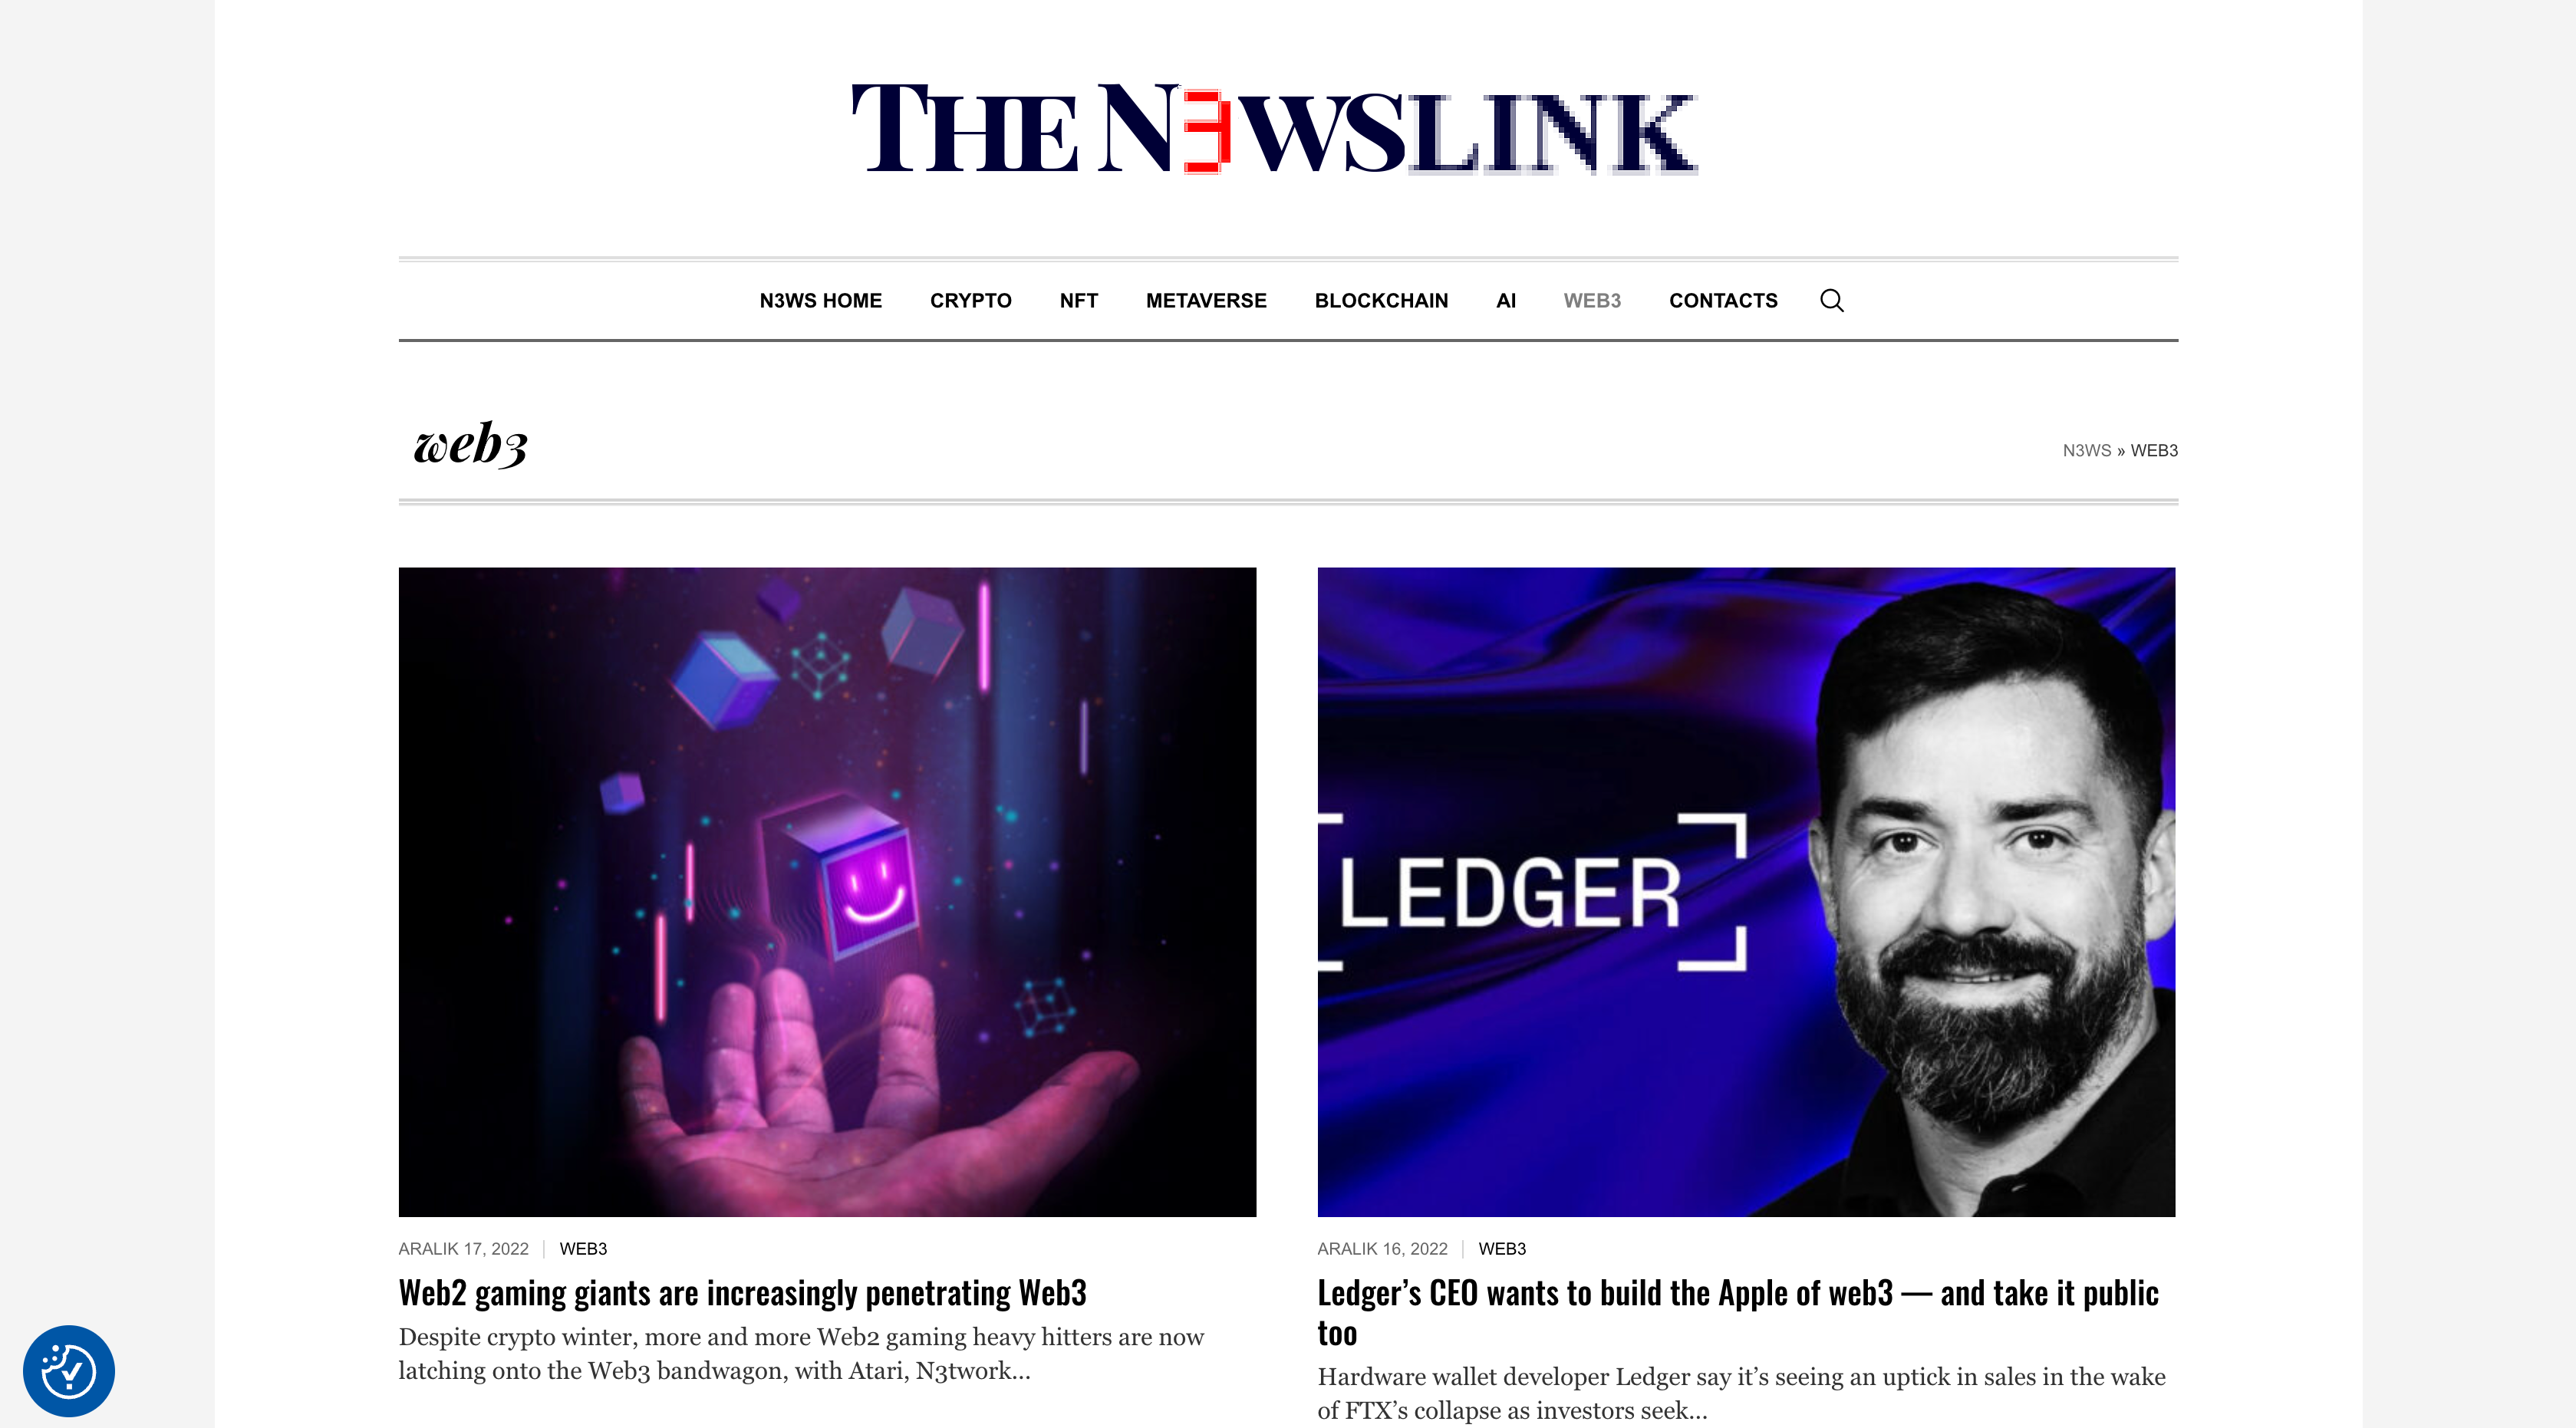 THE N3WSLINK
N3WS HOME CRYPTO NFT METAVERSE BLOCKCHAIN AI WEB3 CONTACTS
web3
N3WS » WEB3
LEDGER
ARALIK 17, 2022 WEB3
Web2 gaming giants are increasingly penetrating Web3
Despite crypto winter, more and more Web2 gaming heavy hitters are now
latching onto the Web3 bandwagon, with Atari, N3twork...
ARALIK 16, 2022 WEB3
Ledger’s CEO wants to build the Apple of web3 — and take it public
too
Hardware wallet developer Ledger say it’s seeing an uptick in sales in the wake
of FTX’s collapse as investors seek...